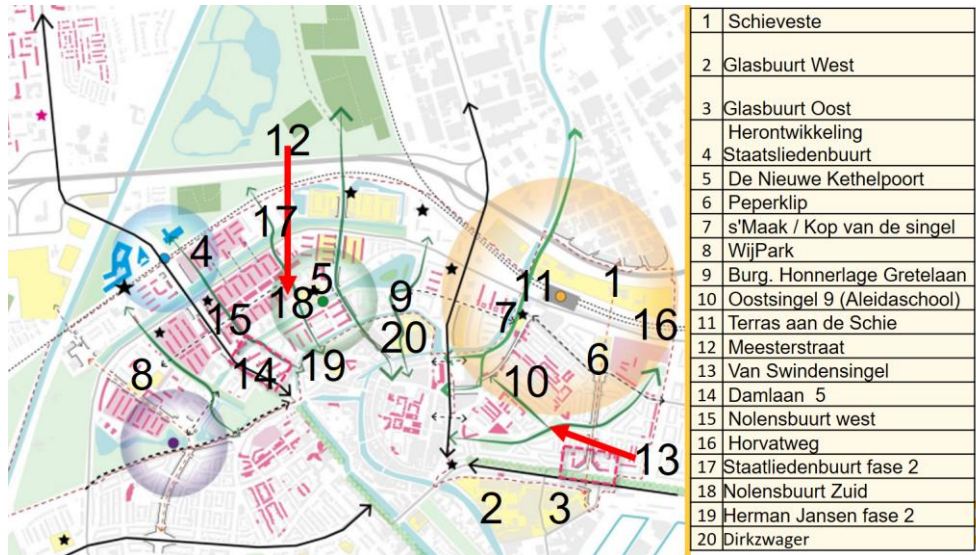 12
17
4
5
18
9
11
1
7
16
15
20
8
14
19
10
6
13
2
3
1 Schieveste
2 Glasbuurt West
3 Glasbuurt Oost
Herontwikkeling
4 Staatsliedenbuurt
5 De Nieuwe Kethelpoort
6 Peperklip
7 s'Maak / Kop van de singel
8 WijPark
9 Burg. Honnerlage Gretelaan
10 Oostsingel 9 (Aleidaschool)
11 Terras aan de Schie
12 Meesterstraat
13 Van Swindensingel
14 Damlaan 5
15 Nolensbuurt west
16 Horvatweg
17 Staatliedenbuurt fase 2
18 Nolensbuurt Zuid
19 Herman Jansen fase 2
20 Dirkzwager